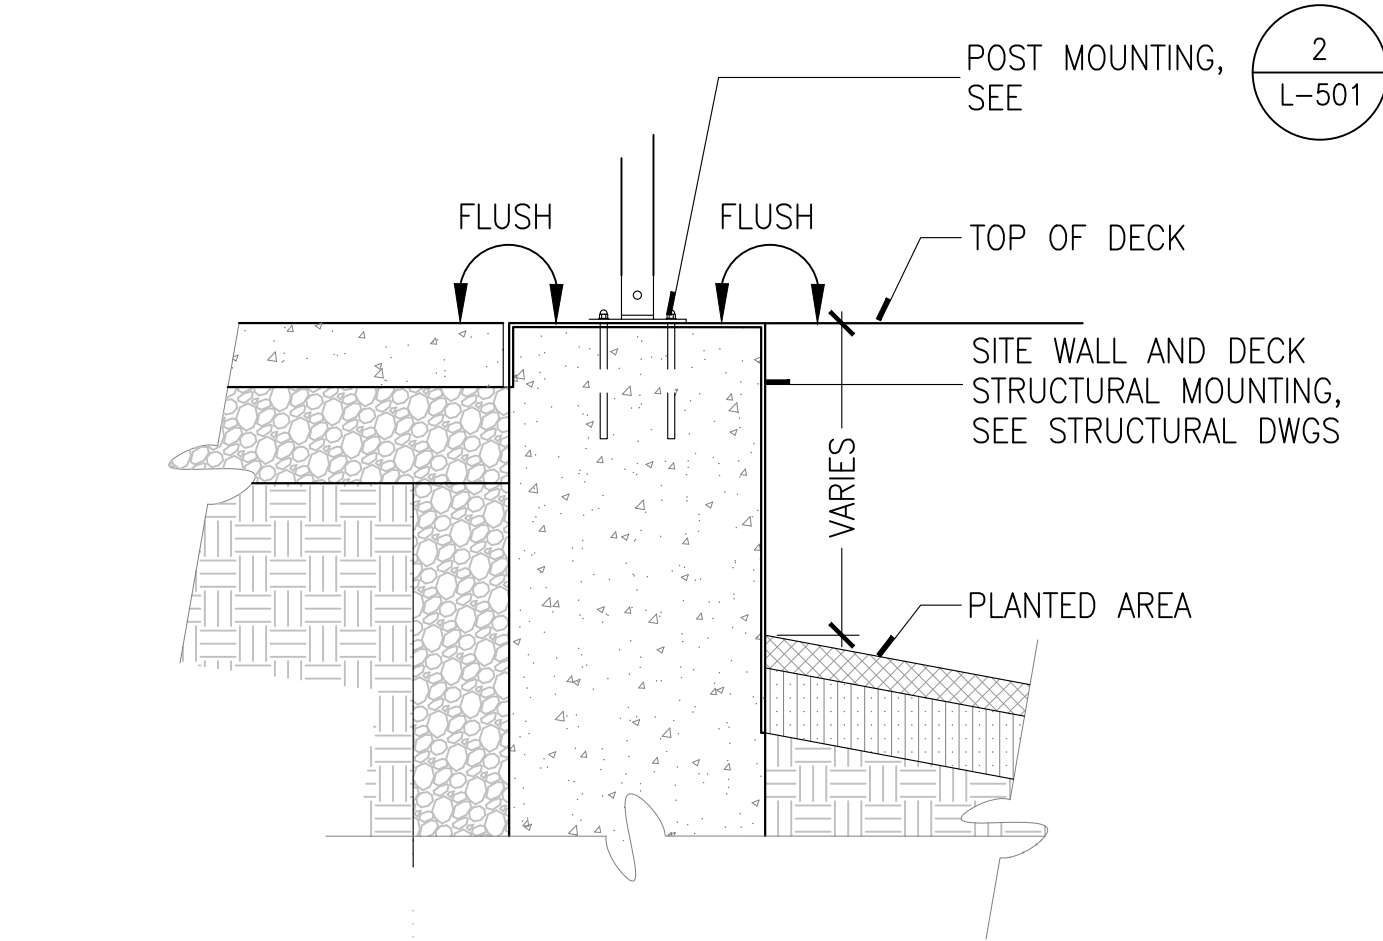 POST MOUNTING,
SEE
2
L-501
FLUSH
FLUSH
TOP OF DECK
SITE WALL AND DECK
STRUCTURAL MOUNTING,
SEE STRUCTURAL DWGS
VARIES
PLANTED AREA